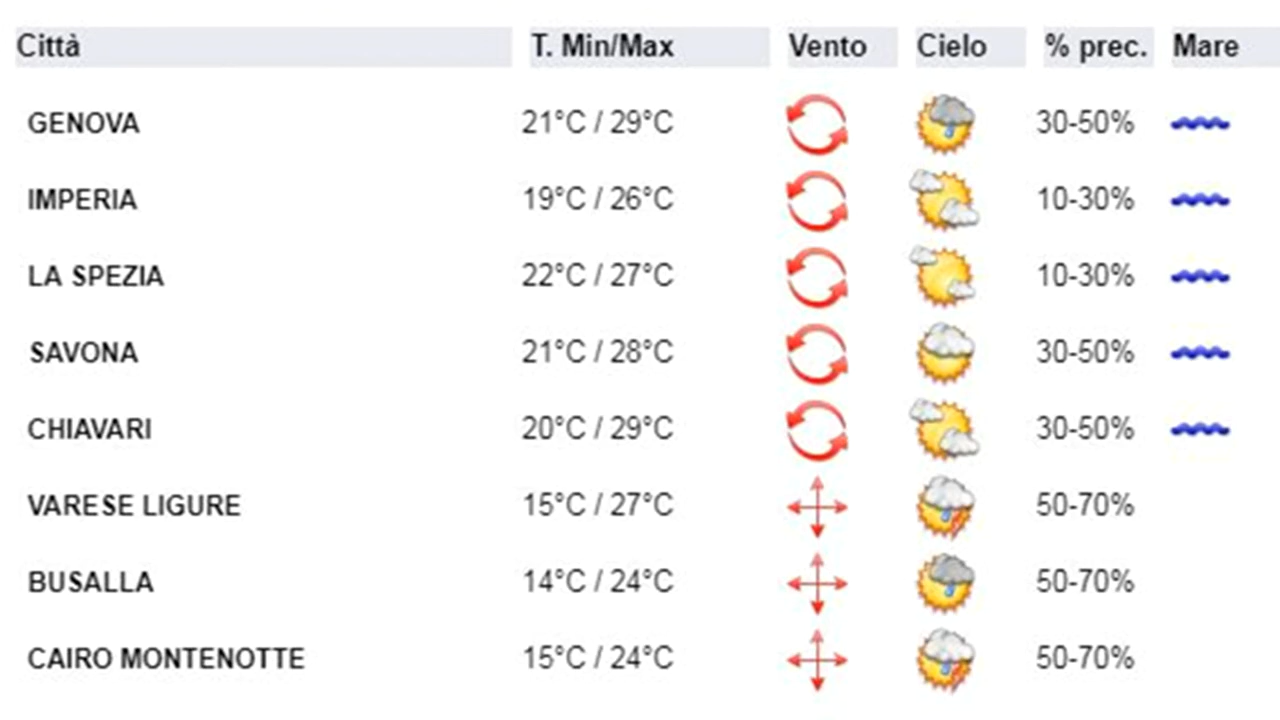 Città T. Min/Max Vento Cielo % prec. Mare
GENOVA 21°C / 29°C 30-50%
IMPERIA 19°C / 26°C 10-30%
LA SPEZIA 22°C / 27°C 10-30%
SAVONA 21°C / 28°C 30-50%
CHIAVARI 20°C / 29°C 30-50%
VARESE LIGURE 15°C / 27°C 50-70%
BUSALLA 14°C / 24°C 50-70%
CAIRO MONTENOTTE 15°C / 24°C 50-70%